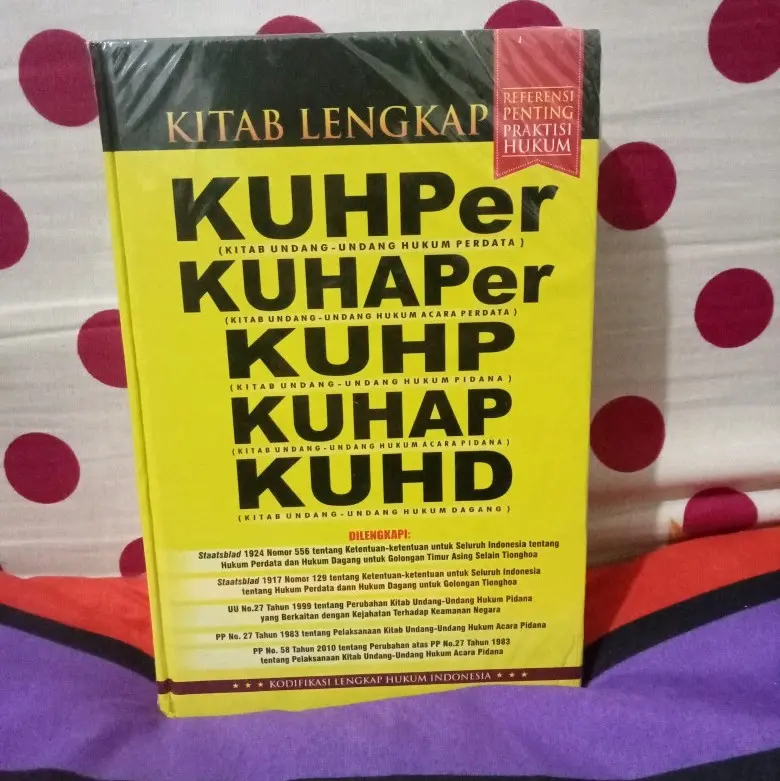 KITAB LENGKAP
REFERENSI
PENTING
PRAKTISI
HUKUM
KUHPer
(KITAB UNDANG-UNDANG HUKUM PERDATA)
KUHAPer
(KITAB UNDANG-UNDANG HUKUM ACARA PERDATA)
KUHP
(KITAB UNDANG-UNDANG HUKUM PIDANA)
KUHAP
(KITAB UNDANG-UNDANG HUKUM ACARA PIDANA)
KUHD
(KITAB UNDANG-UNDANG HUKUM DAGANG)
DILENGKAPI:
Staatsblad 1924 Nomor 556 tentang Ketentuan-ketentuan untuk Seluruh Indonesia tentang
Hukum Perdata dan Hukum Dagang untuk Golongan Timur Asing Selain Tionghoa
Staatsblad 1917 Nomor 129 tentang Ketentuan-ketentuan untuk Seluruh Indonesia
tentang Hukum Perdata dann Hukum Dagang untuk Golongan Tionghoa
UU No.27 Tahun 1999 tentang Perubahan Kitab Undang-Undang Hukum Pidana
yang Berkaitan dengan Kejahatan Terhadap Keamanan Negara
PP No. 27 Tahun 1983 tentang Pelaksanaan Kitab Undang-Undang Hukum Acara Pidana
PP No. 58 Tahun 2010 tentang Perubahan atas PP No.27 Tahun 1983
tentang Pelaksanaan Kitab Undang-Undang Hukum Acara Pidana
★ ★ ★ KODIFIKASI LENGKAP HUKUM INDONESIA ★ ★ ★